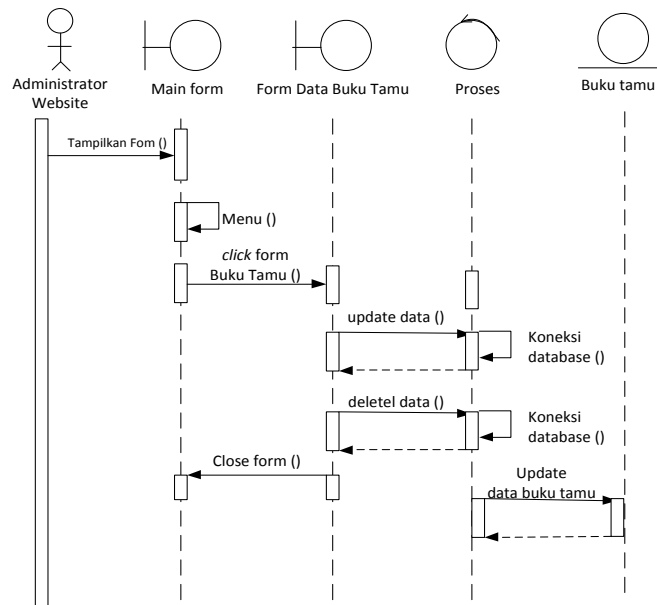 Administrator
Website
Main form
Form Data Buku Tamu
Proses
Buku tamu
Tampilkan Fom ()
Menu ()
click form
Buku Tamu ()
update data ()
Koneksi
database ()
deletel data ()
Koneksi
database ()
Close form ()
Update
data buku tamu